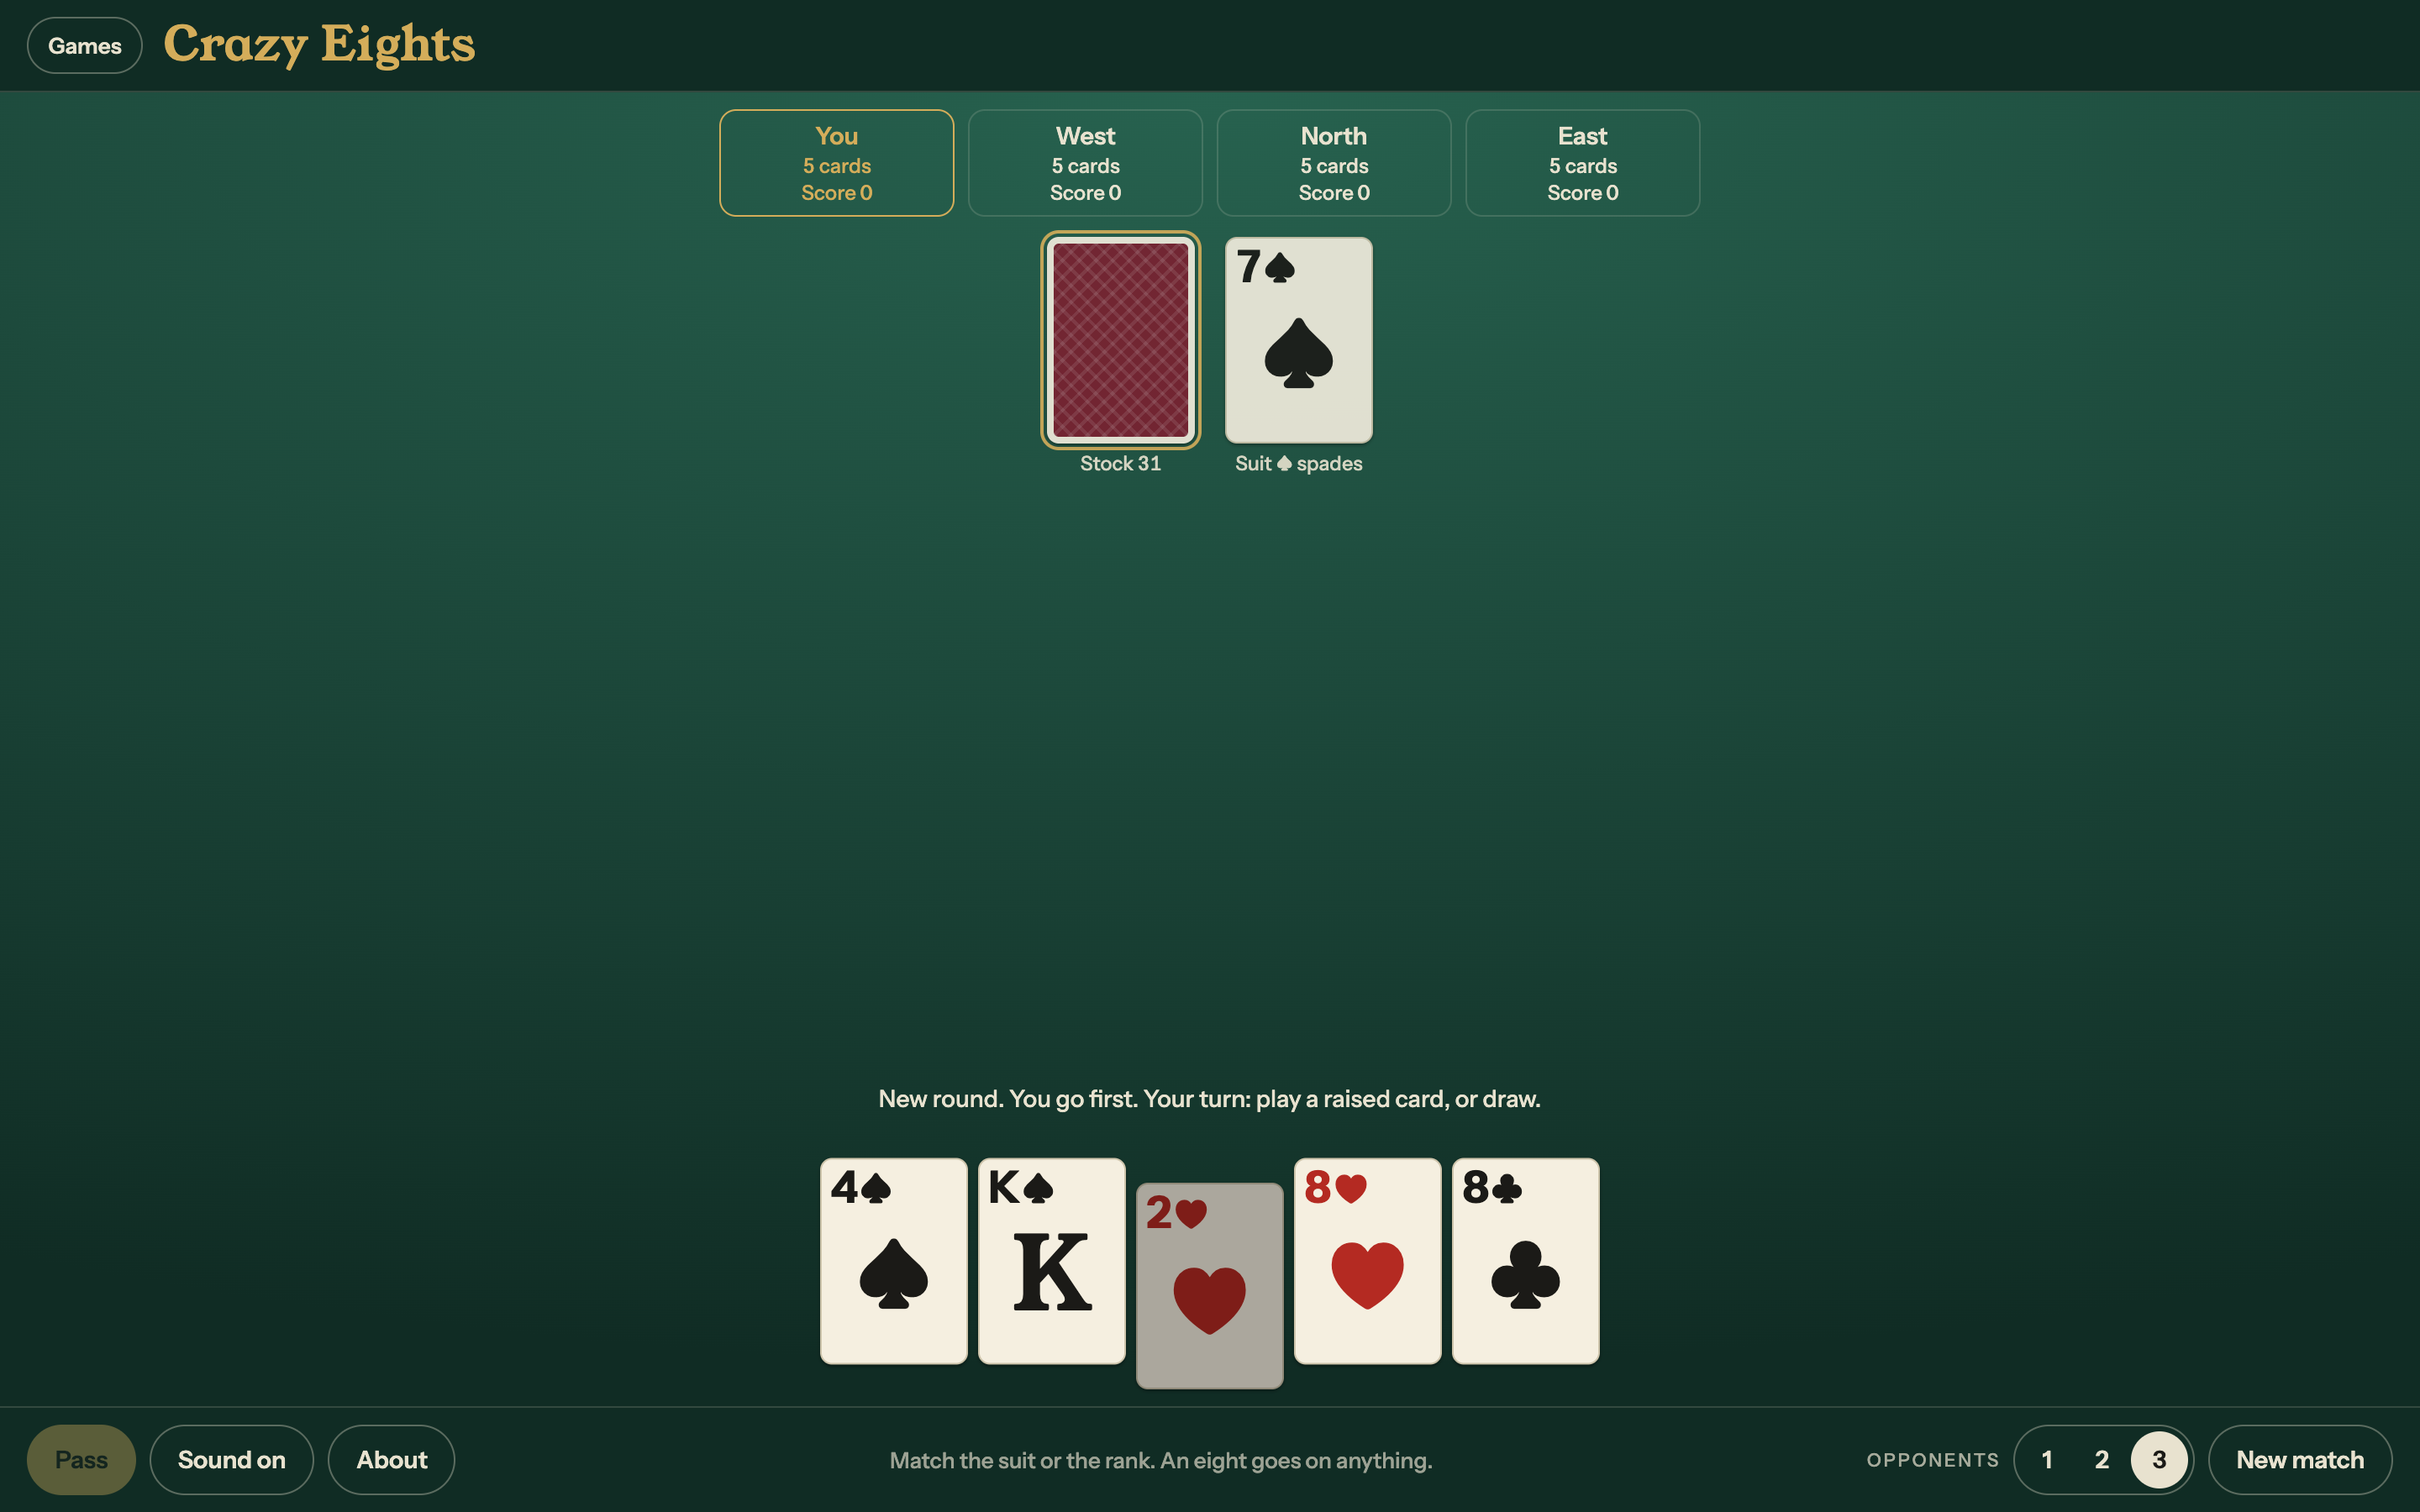 Games
Crazy Eights
You
5 cards
Score 0
West
5 cards
Score 0
North
5 cards
Score 0
East
5 cards
Score 0
7♠
Stock 31
Suit ♠ spades
New round. You go first. Your turn: play a raised card, or draw.
4♠
K♠
K
2♥
8♥
8♣
Pass
Sound on
About
Match the suit or the rank. An eight goes on anything.
OPPONENTS
1
2
3
New match